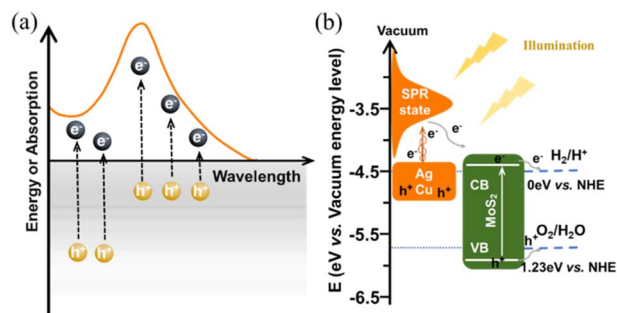 (a)
Energy or Absorption
Wavelength
e-
e-
e-
e-
e-
h+
h+
h+
h+
h+
(b)
Vacuum
Illumination
E (eV vs. Vacuum energy level)
-3.5
-4.5
-5.5
-6.5
SPR
state
e-
e-
e-
Ag
h+ Cu h+
e-
CB
MoS2
VB
h+
H2/H+
e-
0eV vs. NHE
h+
O2/H2O
1.23eV vs. NHE